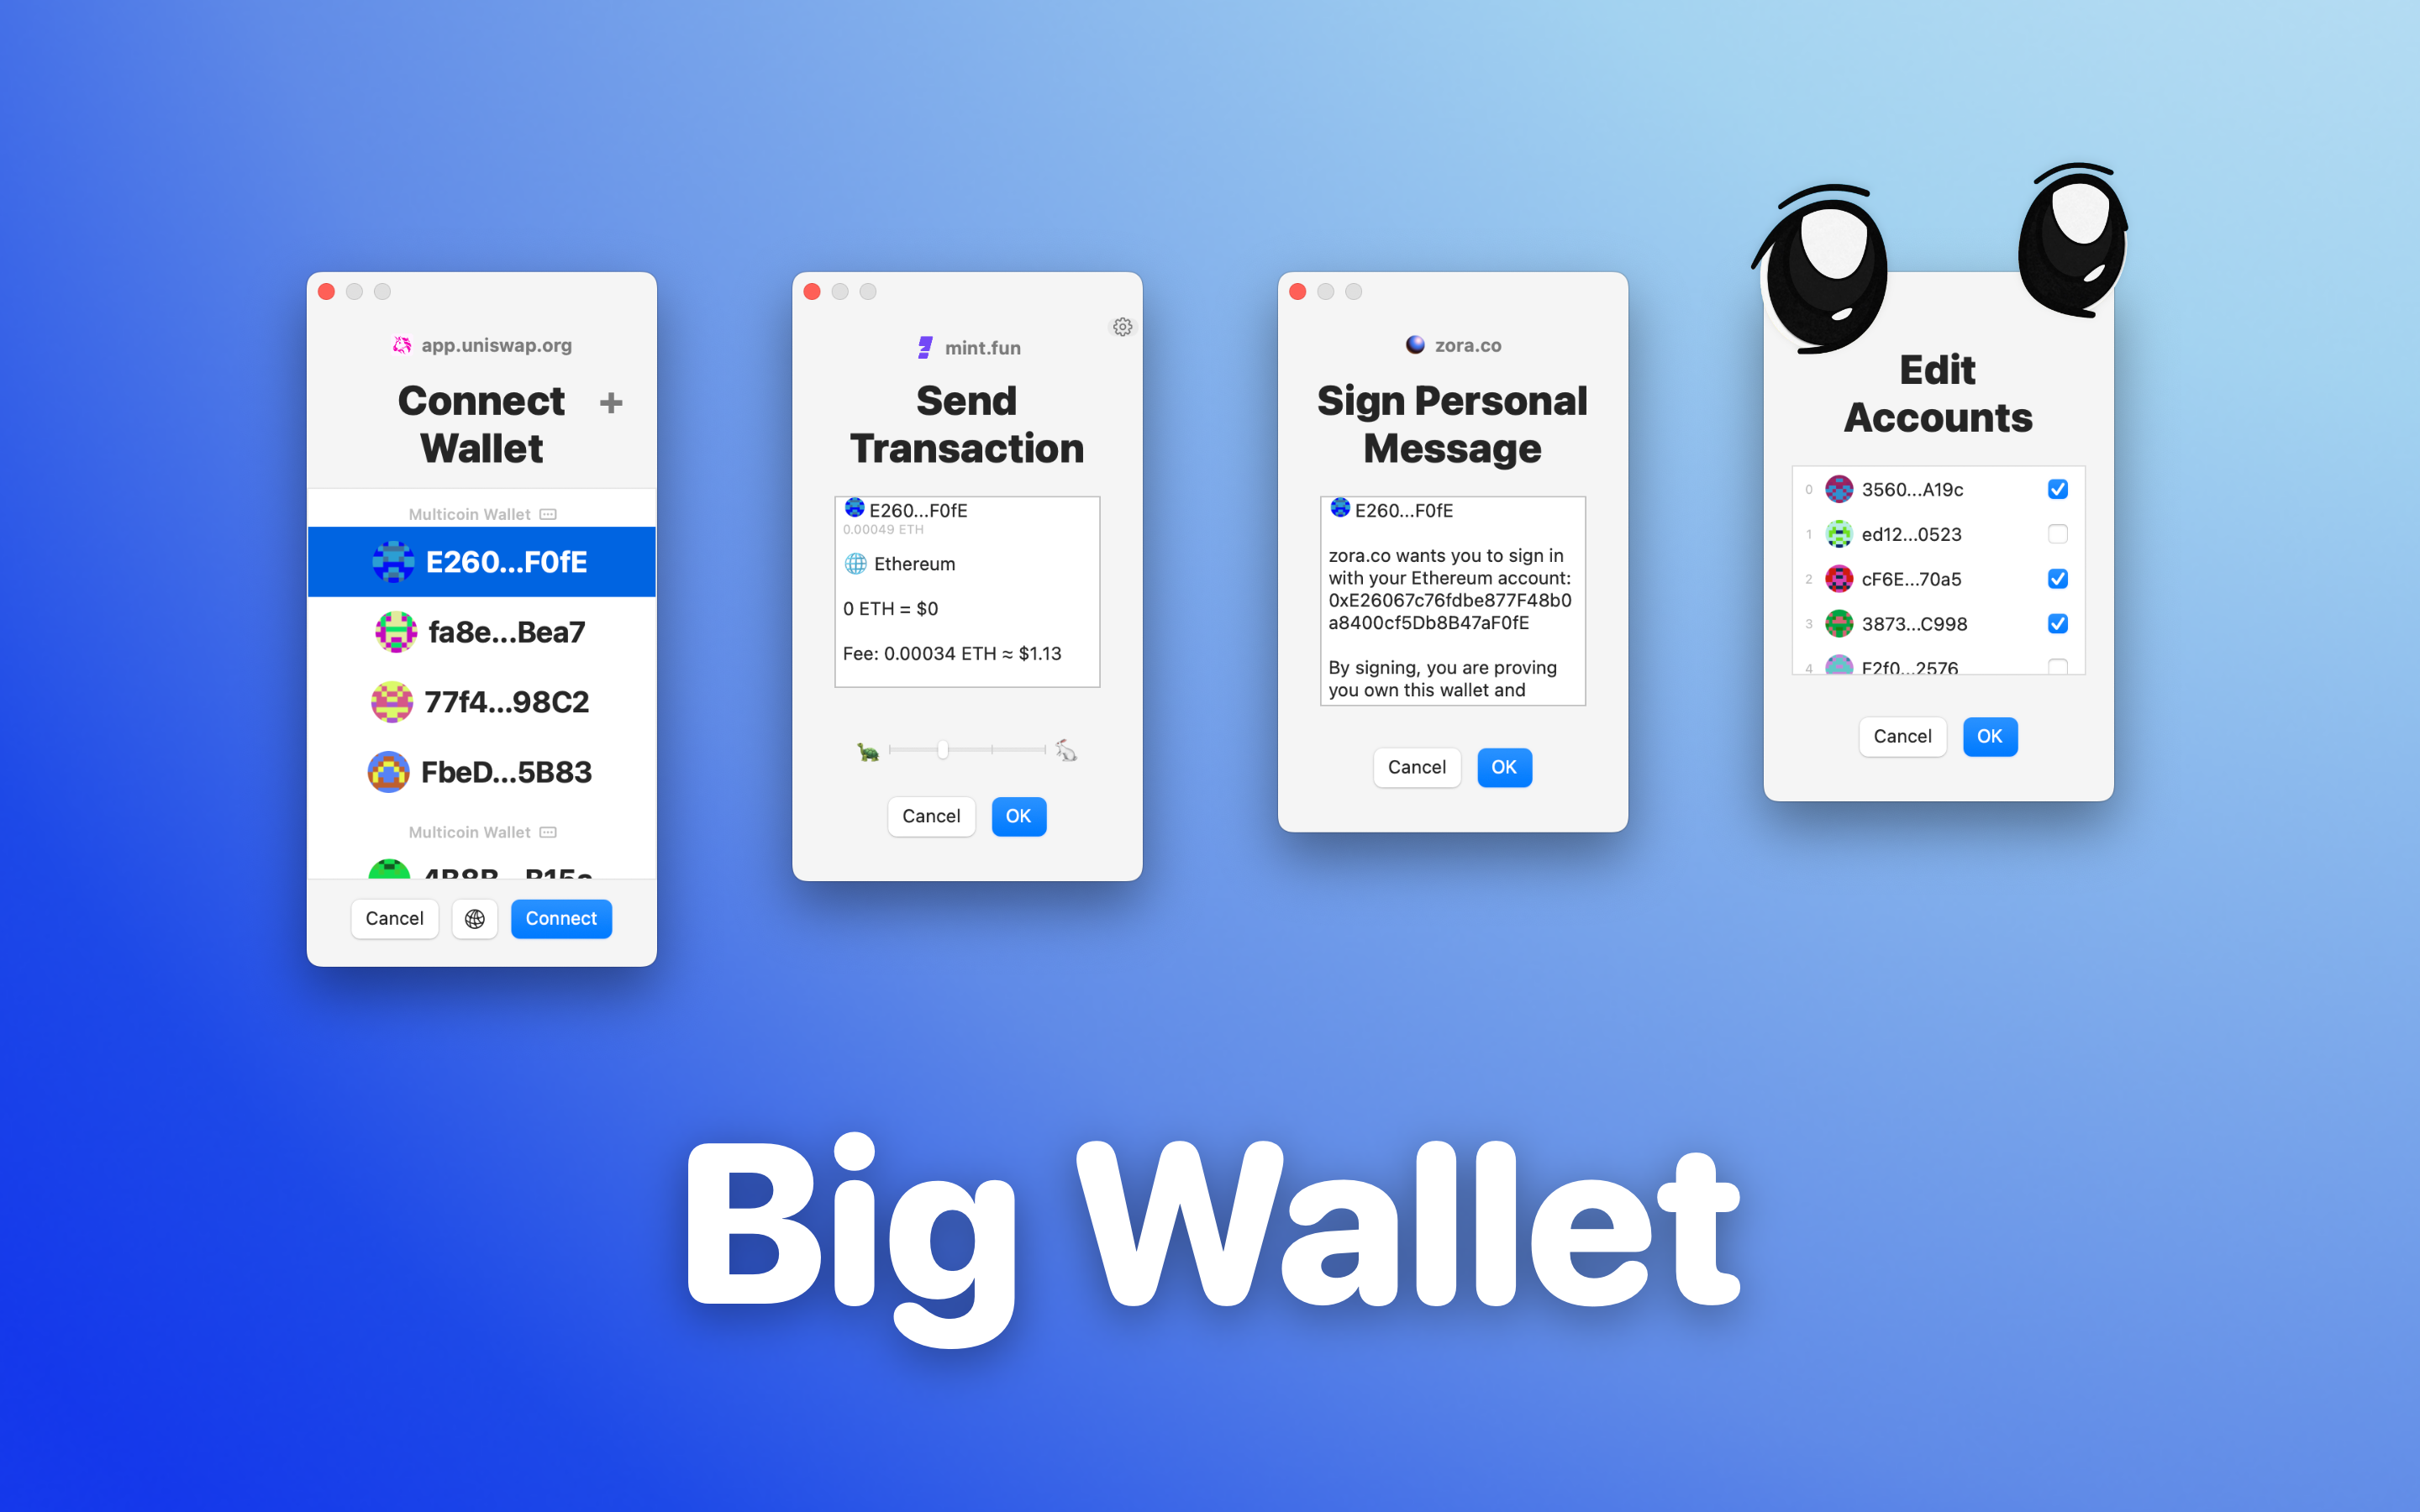 app.uniswap.org
Connect
Wallet
+
Multicoin Wallet
E260...F0fE
fa8e...Bea7
77f4...98C2
FbeD...5B83
Multicoin Wallet
4B8B...B15a
Cancel
Connect
mint.fun
Send
Transaction
E260...F0fE
0.00049 ETH
Ethereum
0 ETH = $0
Fee: 0.00034 ETH ≈ $1.13
Cancel
OK
zora.co
Sign Personal
Message
E260...F0fE
zora.co wants you to sign in
with your Ethereum account:
0xE26067c76fdbe877F48b0
a8400cf5Db8B47aF0fE
By signing, you are proving
you own this wallet and
Cancel
OK
Edit
Accounts
0 3560...A19c
1 ed12...0523
2 cF6E...70a5
3 3873...C998
4 F2f0...2576
Cancel
OK
Big Wallet